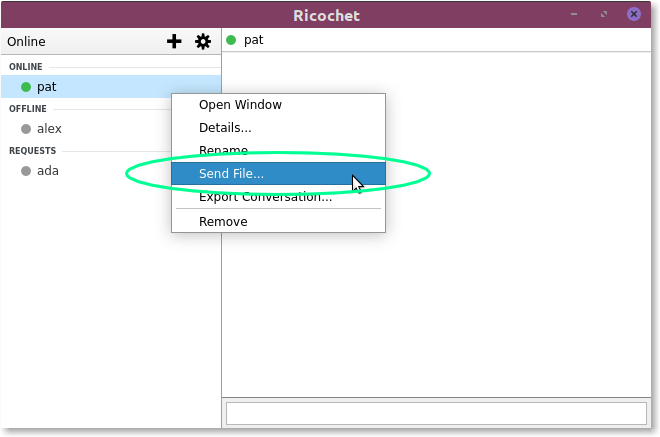 Ricochet
Online
pat
ONLINE
pat
OFFLINE
alex
REQUESTS
ada
Open Window
Details...
Rename
Send File...
Export Conversation...
Remove